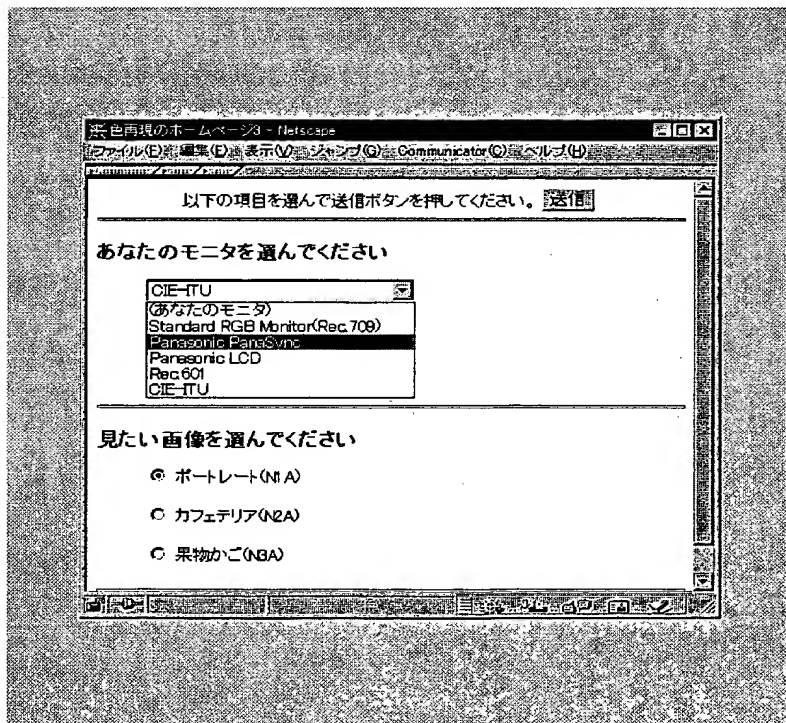 色再現のホームページ3 - Netscape
ファイル(E) 編集(E) 表示(V) ジャンプ(G) Communicator(C) ヘルプ(H)
以下の項目を選んで送信ボタンを押してください。 送信
あなたのモニタを選んでください
CIE-ITU
(あなたのモニタ)
Standard RGB Monitor(Rec.709)
Panasonic PanaSync
Panasonic LCD
Rec.601
CIE-ITU
見たい画像を選んでください
ポートレート(N1A)
カフェテリア(N2A)
果物かご(N3A)